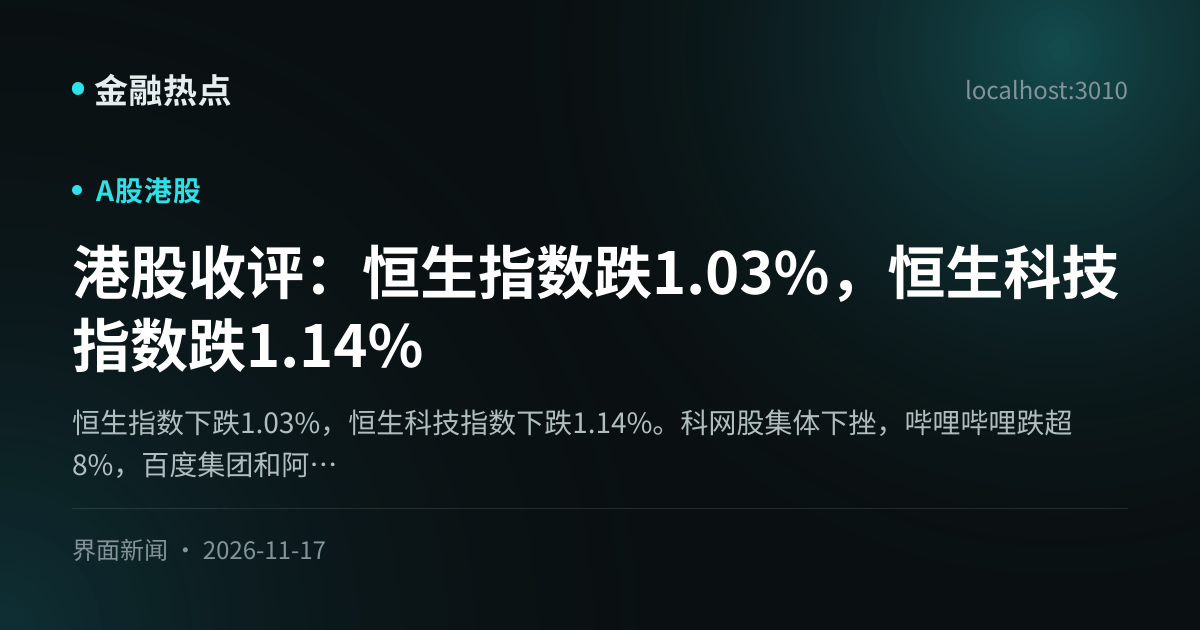 金融热点
localhost:3010
A股港股
港股收评：恒生指数跌1.03%，恒生科技
指数跌1.14%
恒生指数下跌1.03%，恒生科技指数下跌1.14%。科网股集体下挫，哔哩哔哩跌超
8%，百度集团和阿…
界面新闻 • 2026-11-17